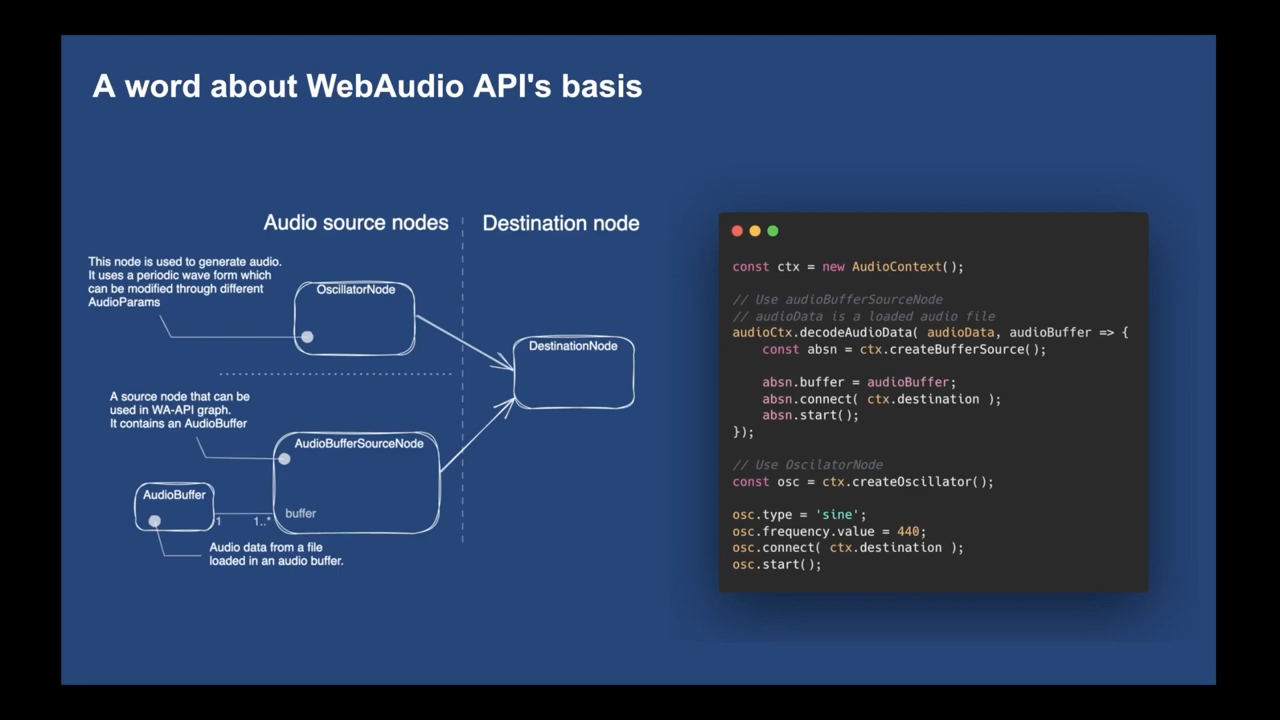 A word about WebAudio API's basis
Audio source nodes
Destination node
This node is used to generate audio.
It uses a periodic wave form which
can be modified through different
AudioParams
OscillatorNode
DestinationNode
A source node that can be
used in WA-API graph.
It contains an AudioBuffer
AudioBufferSourceNode
AudioBuffer
1
1..*
buffer
Audio data from a file
loaded in an audio buffer.
const ctx = new AudioContext();
// Use audioBufferSourceNode
// audioData is a loaded audio file
audioCtx.decodeAudioData( audioData, audioBuffer => {
    const absn = ctx.createBufferSource();
    absn.buffer = audioBuffer;
    absn.connect( ctx.destination );
    absn.start();
});
// Use OscilatorNode
const osc = ctx.createOscillator();
osc.type = 'sine';
osc.frequency.value = 440;
osc.connect( ctx.destination );
osc.start();